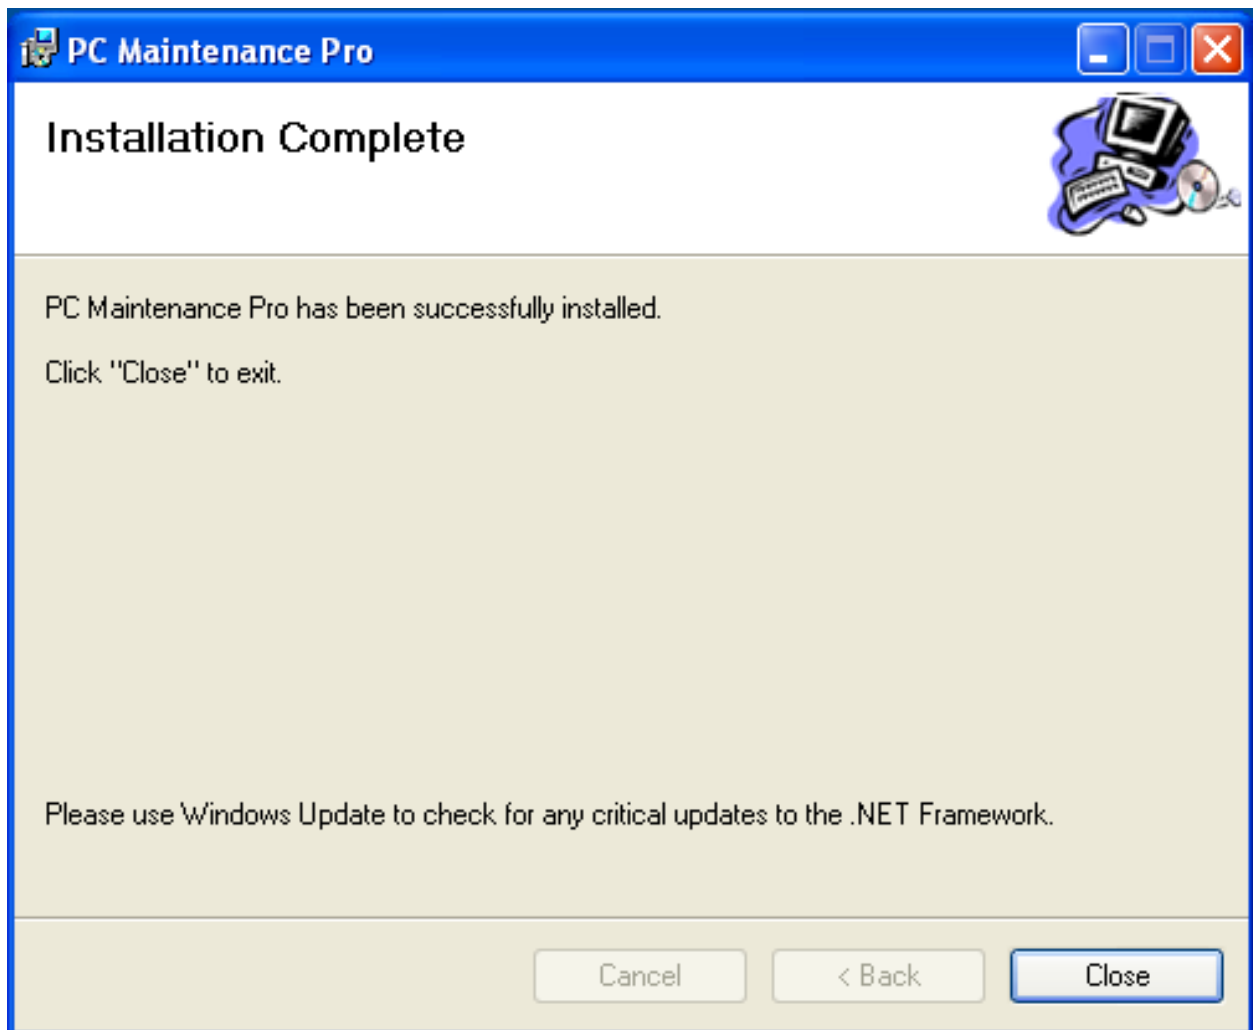 PC Maintenance Pro
Installation Complete
PC Maintenance Pro has been successfully installed.
Click "Close" to exit.
Please use Windows Update to check for any critical updates to the .NET Framework.
Cancel
< Back
Close